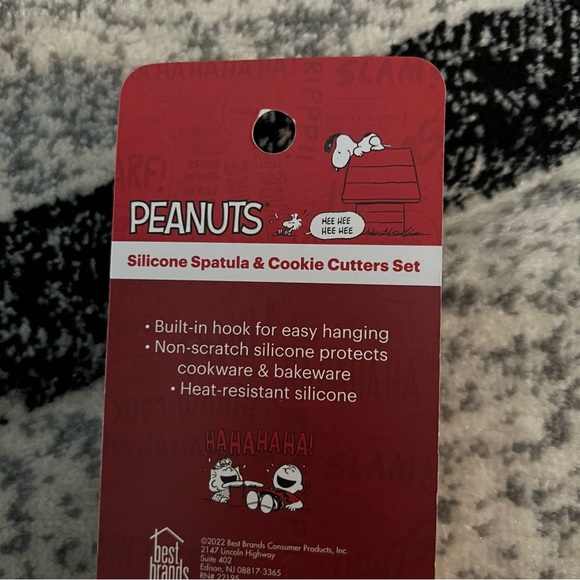 PEANUTS
HEE HEE
HEE HEE
Silicone Spatula & Cookie Cutters Set
• Built-in hook for easy hanging
• Non-scratch silicone protects
cookware & bakeware
• Heat-resistant silicone
HAHAHAHA!
best
brands
©2022 Best Brands Consumer Products, Inc.
2147 Lincoln Highway
Suite 402
Edison, NJ 08817-3365
RN# 22195